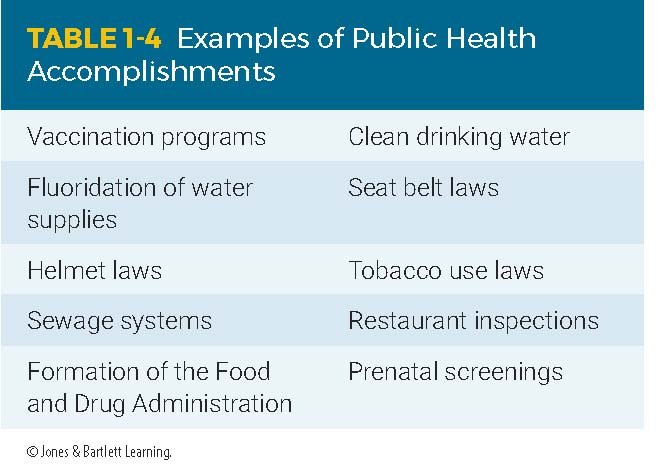 TABLE 1-4 Examples of Public Health
Accomplishments
Vaccination programs
Clean drinking water
Fluoridation of water
supplies
Seat belt laws
Helmet laws
Tobacco use laws
Sewage systems
Restaurant inspections
Formation of the Food
and Drug Administration
Prenatal screenings
© Jones & Bartlett Learning.